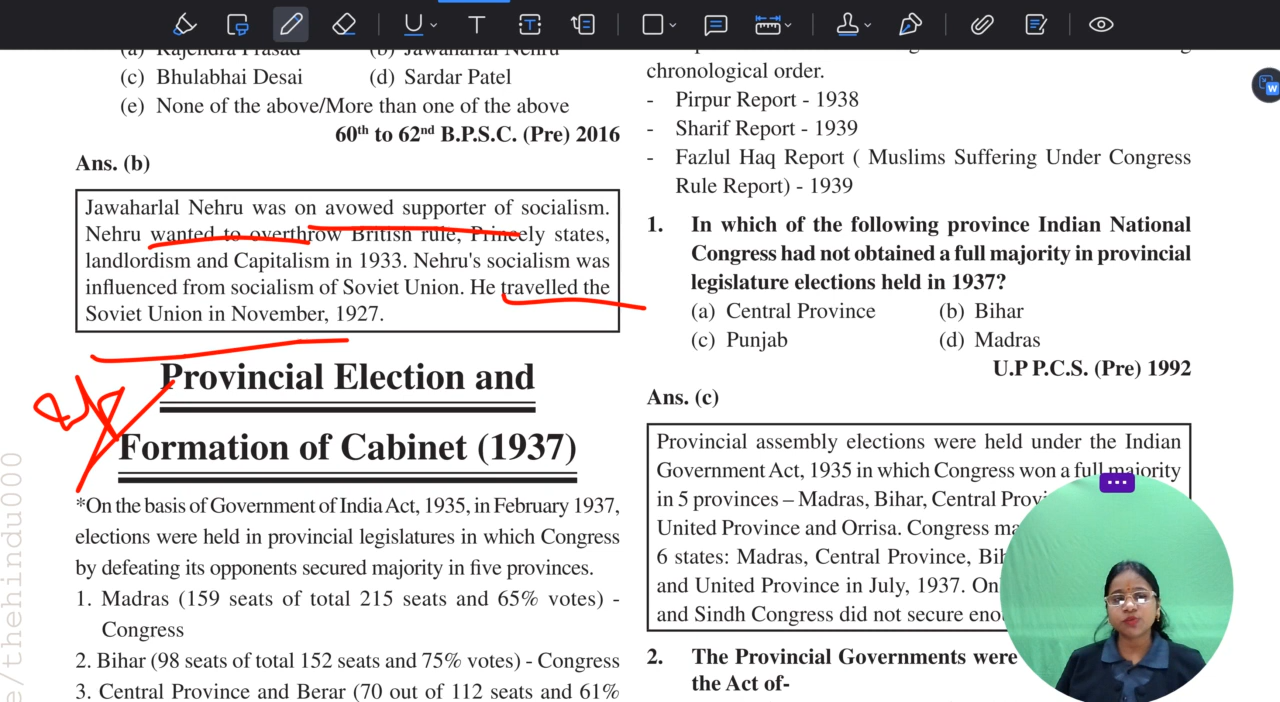 (a) Rajendra Prasad (b) Jawaharlal Nehru
(c) Bhulabhai Desai (d) Sardar Patel
(e) None of the above/More than one of the above
60th to 62nd B.P.S.C. (Pre) 2016
Ans. (b)
Jawaharlal Nehru was on avowed supporter of socialism.
Nehru wanted to overthrow British rule, Princely states,
landlordism and Capitalism in 1933. Nehru's socialism was
influenced from socialism of Soviet Union. He travelled the
Soviet Union in November, 1927.
Provincial Election and
Formation of Cabinet (1937)
*On the basis of Government of India Act, 1935, in February 1937,
elections were held in provincial legislatures in which Congress
by defeating its opponents secured majority in five provinces.
1. Madras (159 seats of total 215 seats and 65% votes) -
Congress
2. Bihar (98 seats of total 152 seats and 75% votes) - Congress
3. Central Province and Berar (70 out of 112 seats and 61%
chronological order.
- Pirpur Report - 1938
- Sharif Report - 1939
- Fazlul Haq Report ( Muslims Suffering Under Congress
Rule Report) - 1939
1. In which of the following province Indian National
Congress had not obtained a full majority in provincial
legislature elections held in 1937?
(a) Central Province (b) Bihar
(c) Punjab (d) Madras
U.P P.C.S. (Pre) 1992
Ans. (c)
Provincial assembly elections were held under the Indian
Government Act, 1935 in which Congress won a full majority
in 5 provinces – Madras, Bihar, Central Provi
United Province and Orrisa. Congress ma
6 states: Madras, Central Province, Bih
and United Province in July, 1937. On
and Sindh Congress did not secure eno
2. The Provincial Governments were
the Act of-
e/thehindu000